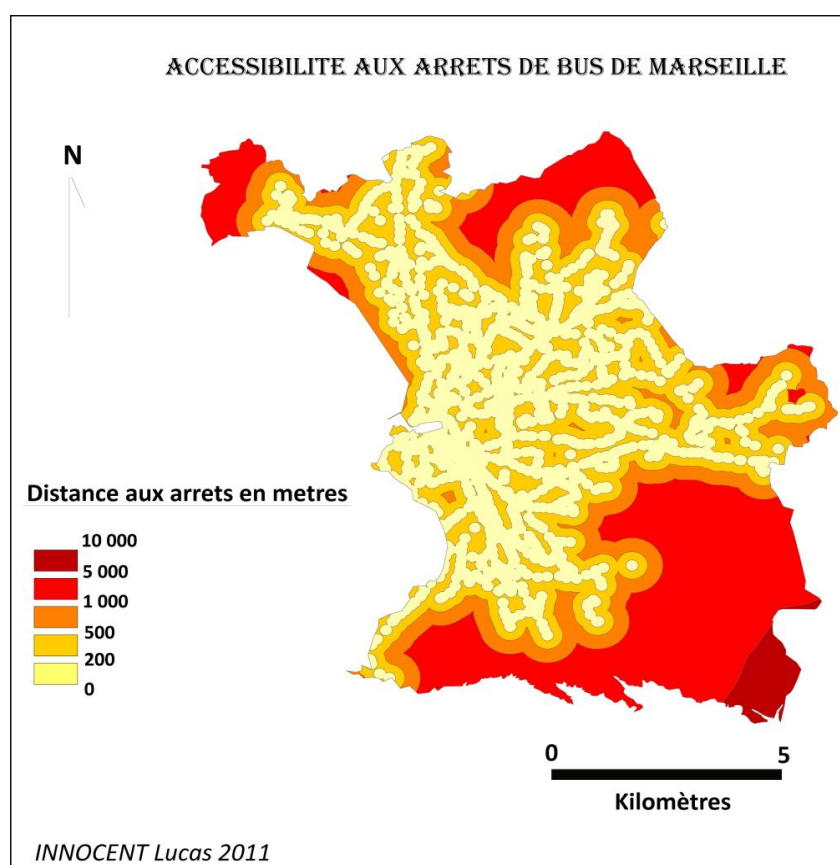 ACCESSIBILITE AUX ARRETS DE BUS DE MARSEILLE
N
Distance aux arrets en metres
10 000
5 000
1 000
500
200
0
0 5
Kilomètres
INNOCENT Lucas 2011